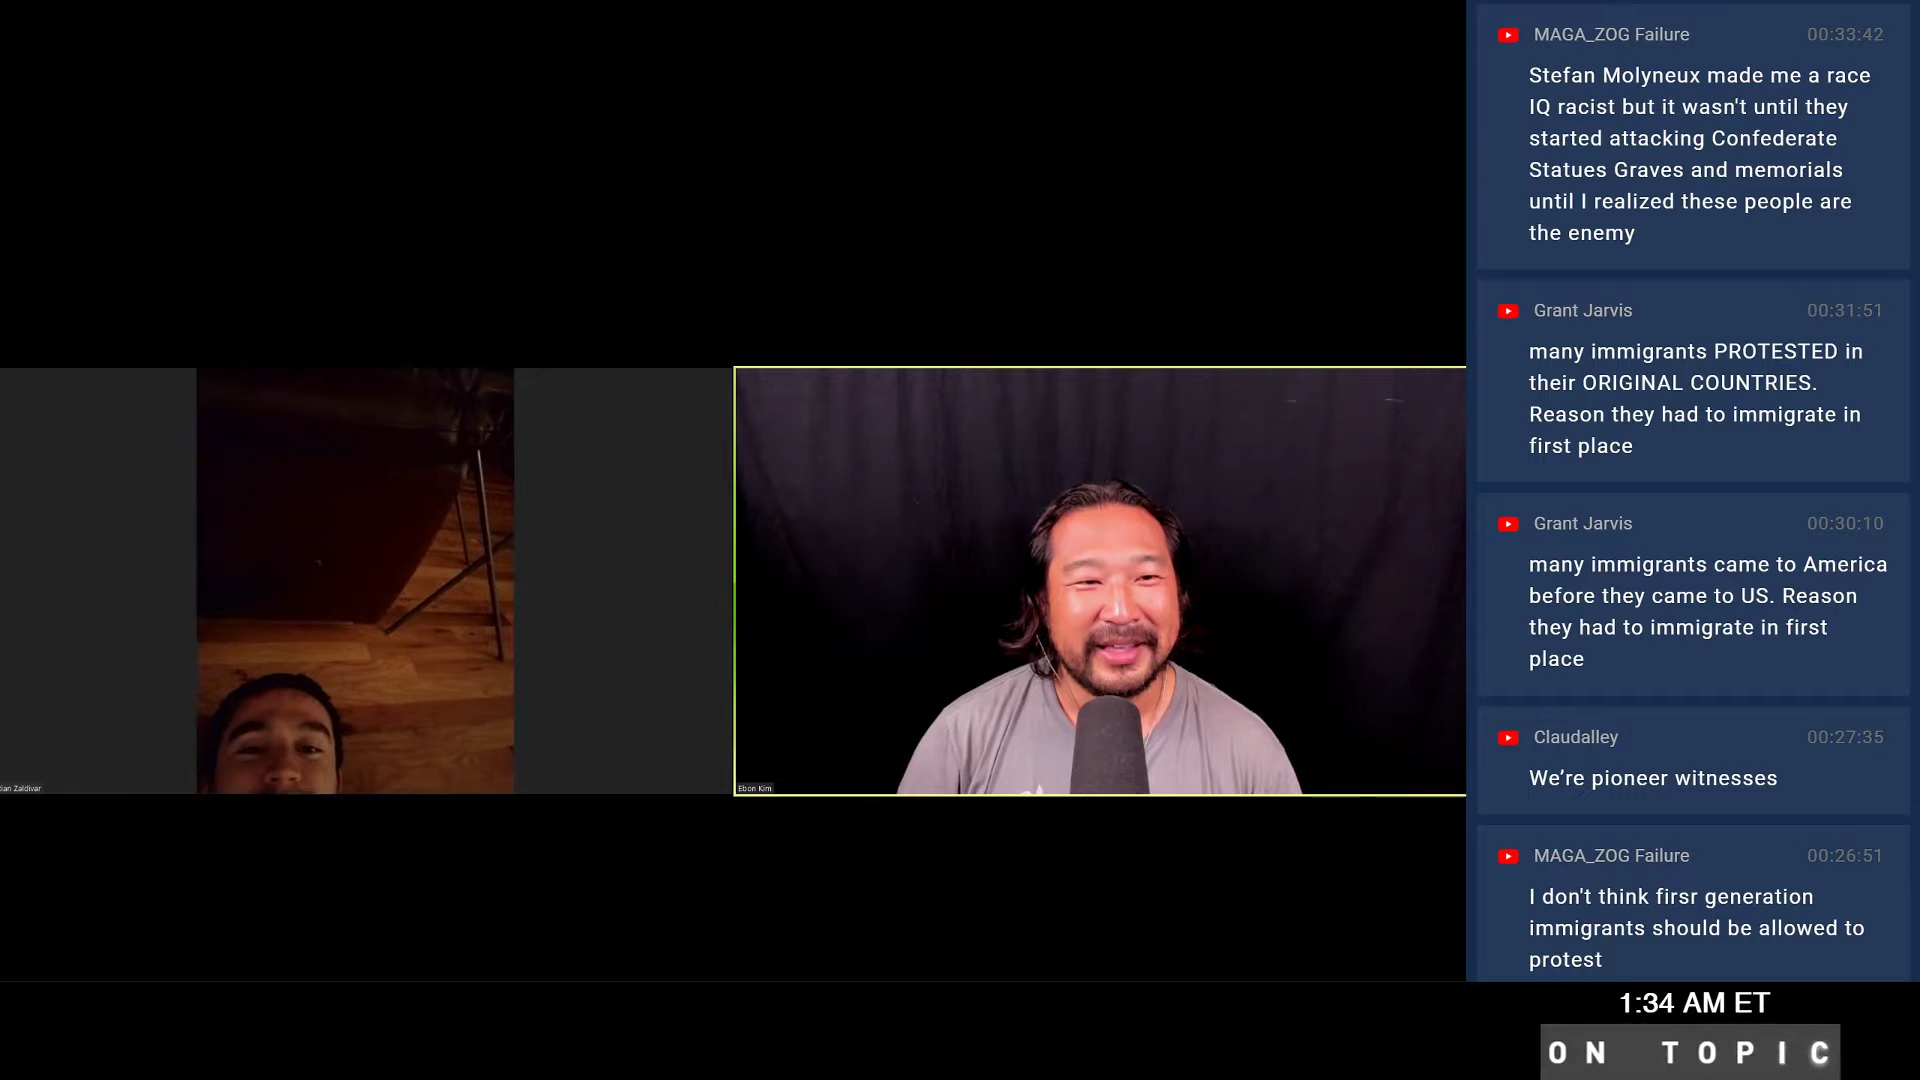 MAGA_ZOG Failure 00:33:42
Stefan Molyneux made me a race
IQ racist but it wasn't until they
started attacking Confederate
Statues Graves and memorials
until I realized these people are
the enemy
Grant Jarvis 00:31:51
many immigrants PROTESTED in
their ORIGINAL COUNTRIES.
Reason they had to immigrate in
first place
Grant Jarvis 00:30:10
many immigrants came to America
before they came to US. Reason
they had to immigrate in first
place
Claudalley 00:27:35
We’re pioneer witnesses
MAGA_ZOG Failure 00:26:51
I don't think firsr generation
immigrants should be allowed to
protest
ian Zaldivar
Ebon Kim
1:34 AM ET
ON TOPIC